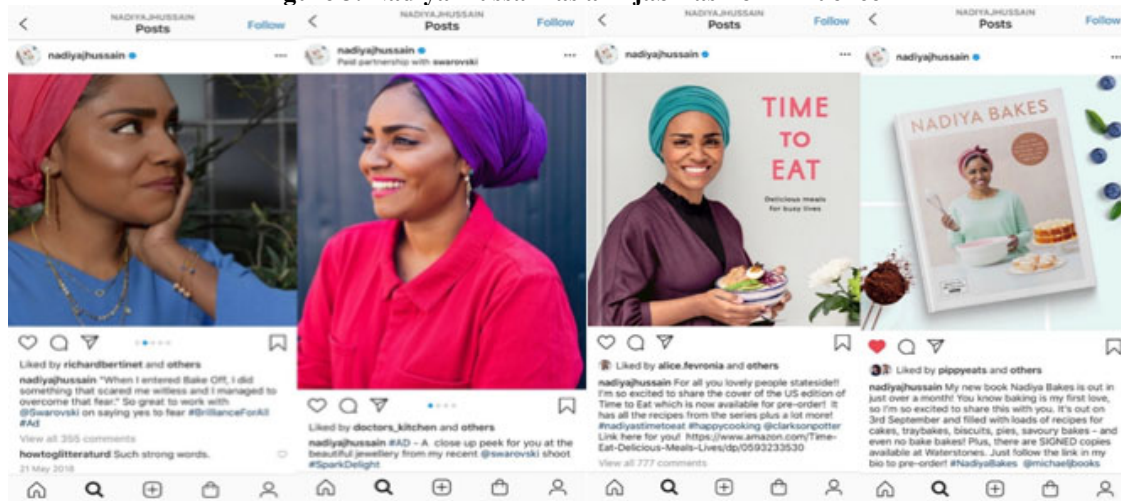 NADIYAJHUSSAIN
Posts
Follow
nadiyajhussain
Liked by richardbertinet and others
nadiyajhussain "When I entered Bake Off, I did
something that scared me witless and I managed to
overcome that fear." So great to work with
@Swarovski on saying yes to fear #BrillianceForAll
#Ad
View all 355 comments
howtoglitteraturd Such strong words.
21 May 2018
NADIYAJHUSSAIN
Posts
Follow
nadiyajhussain
Paid partnership with swarovski
Liked by doctors_kitchen and others
nadiyajhussain #AD - A close up peek for you at the
beautiful jewellery from my recent @swarovski shoot
#SparkDelight
NADIYAJHUSSAIN
Posts
Follow
nadiyajhussain
TIME
TO
EAT
Delicious meals
for busy lives
Liked by alice.fevronia and others
nadiyajhussain For all you lovely people stateside!!
I'm so excited to share the cover of the US edition of
Time to Eat which is now available for pre-order! It
has all the recipes from the series plus a lot more!
#nadiyastimetoeat #happycooking @clarksonpotter
Link here for you! https://www.amazon.com/Time-
Eat-Delicious-Meals-Lives/dp/0593233530
View all 777 comments
NADIYAJHUSSAIN
Posts
Follow
nadiyajhussain
NADIYA BAKES
Liked by pippyeats and others
nadiyajhussain My new book Nadiya Bakes is out in
just over a month! You know baking is my first love,
so I'm so excited to share this with you. It's out on
3rd September and filled with loads of recipes for
cakes, traybakes, biscuits, pies, savoury bakes - and
even no bake bakes! Plus, there are SIGNED copies
available at Waterstones. Just follow the link in my
bio to pre-order! #NadiyaBakes @michaeljbooks